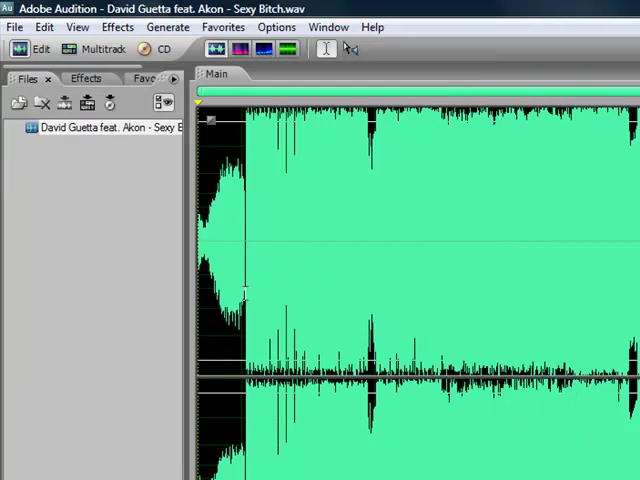 Au Adobe Audition - David Guetta feat. Akon - Sexy Bitch.wav
File Edit View Effects Generate Favorites Options Window Help
Edit Multitrack CD
Files × Effects Favo
Main
David Guetta feat. Akon - Sexy B